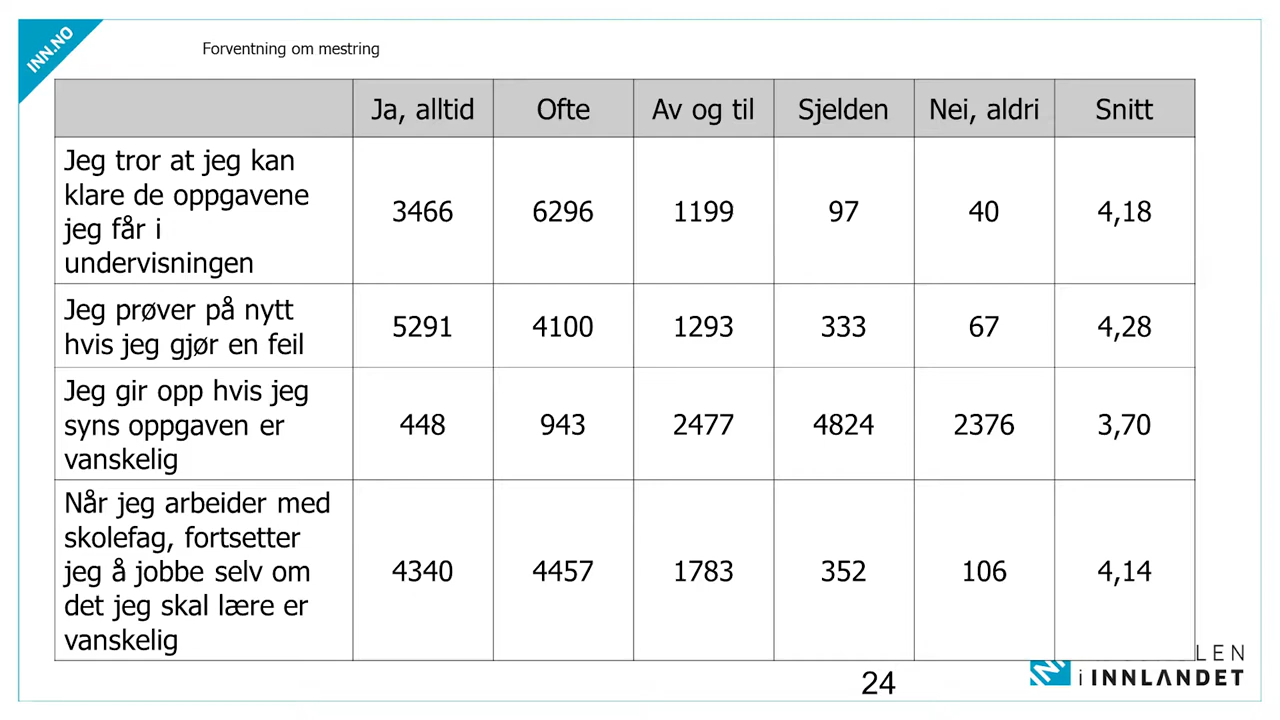 INN.NO
Forventning om mestring
Ja, alltid Ofte Av og til Sjelden Nei, aldri Snitt
Jeg tror at jeg kan
klare de oppgavene
jeg får i
undervisningen
3466 6296 1199 97 40 4,18
Jeg prøver på nytt
hvis jeg gjør en feil
5291 4100 1293 333 67 4,28
Jeg gir opp hvis jeg
syns oppgaven er
vanskelig
448 943 2477 4824 2376 3,70
Når jeg arbeider med
skolefag, fortsetter
jeg å jobbe selv om
det jeg skal lære er
vanskelig
4340 4457 1783 352 106 4,14
LEN
i INNLANDET
24